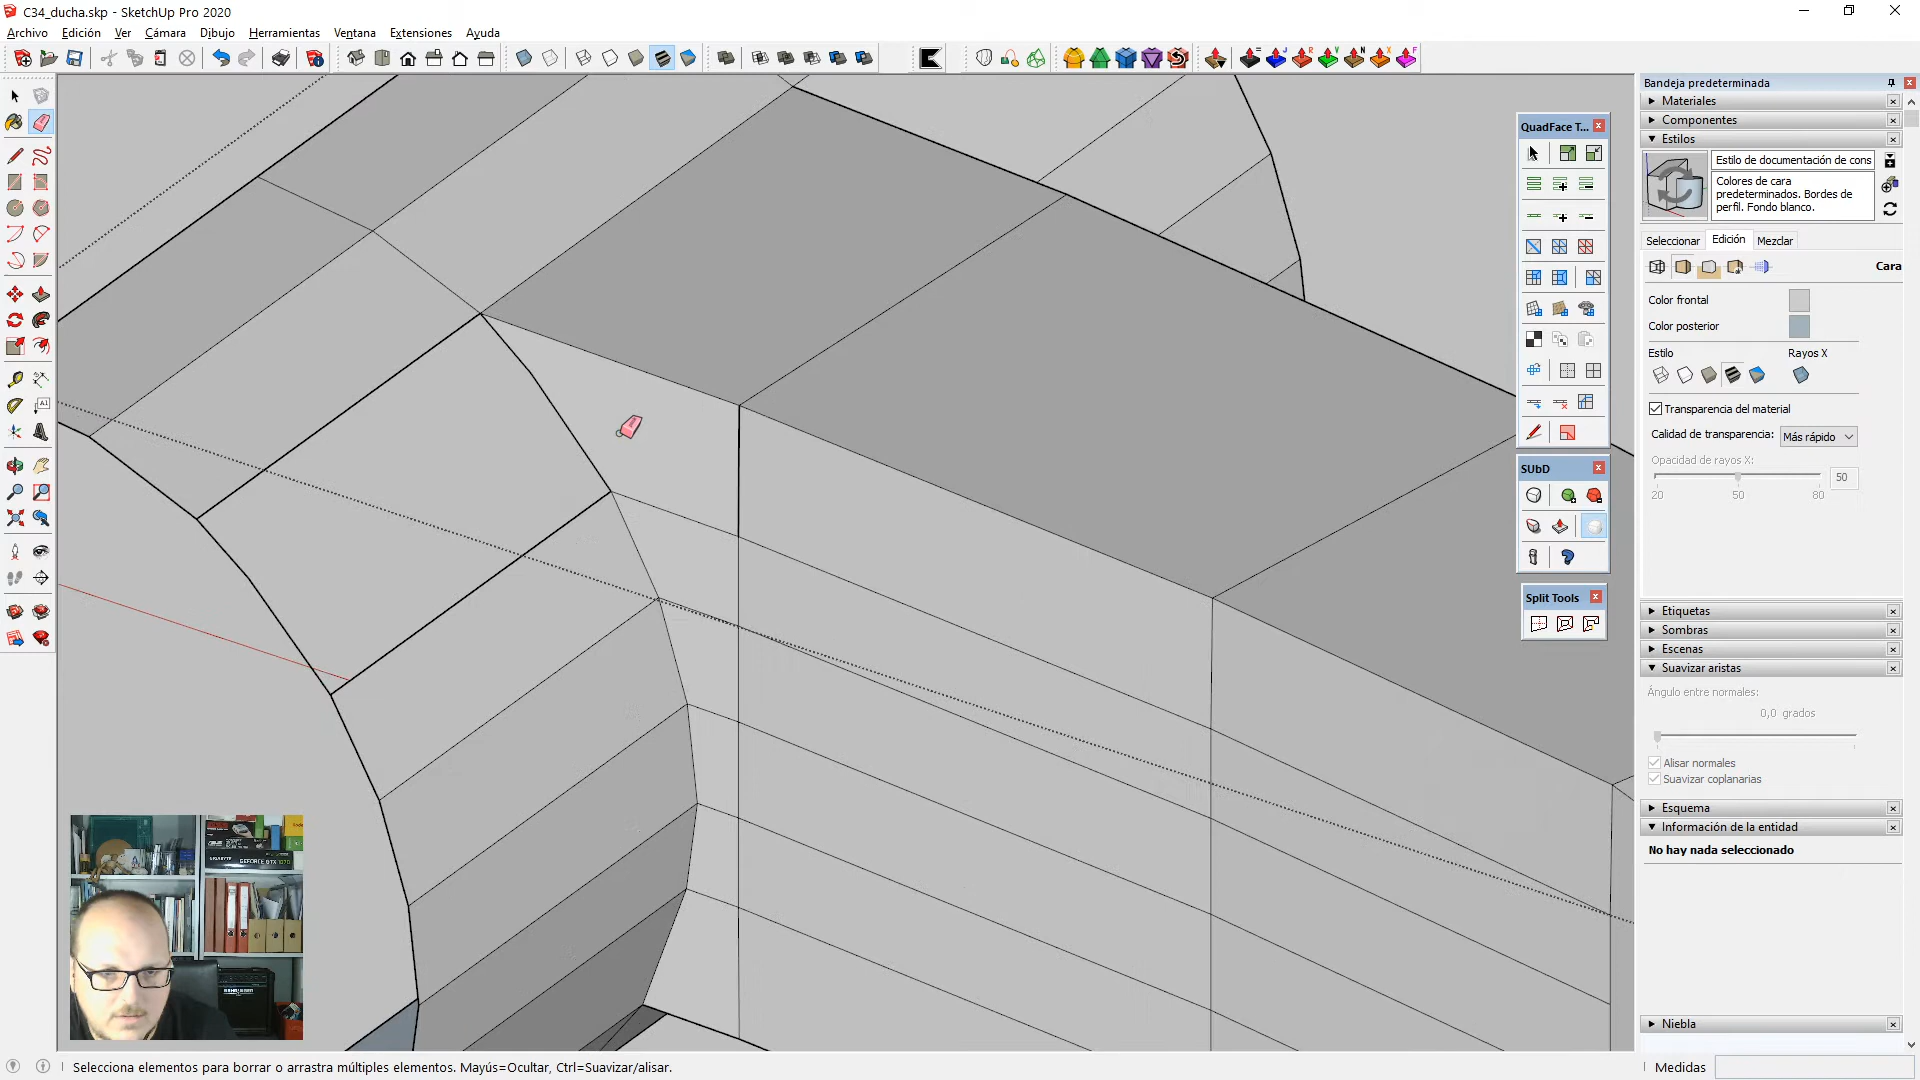 C34_ducha.skp - SketchUp Pro 2020
Archivo Edición Ver Cámara Dibujo Herramientas Ventana Extensiones Ayuda
Bandeja predeterminada
Materiales
Componentes
Estilos
Estilo de documentación de cons
Colores de cara
predeterminados. Bordes de
perfil. Fondo blanco.
Seleccionar Edición Mezclar
Cara
Color frontal
Color posterior
Estilo Rayos X
Transparencia del material
Calidad de transparencia: Más rápido
Opacidad de rayos X:
50
20 50 80
Etiquetas
Sombras
Escenas
Suavizar aristas
Ángulo entre normales:
0,0 grados
Alisar normales
Suavizar coplanarias
Esquema
Información de la entidad
No hay nada seleccionado
Niebla
QuadFace T...
SUbD
Split Tools
Selecciona elementos para borrar o arrastra múltiples elementos. Mayús=Ocultar, Ctrl=Suavizar/alisar.
Medidas